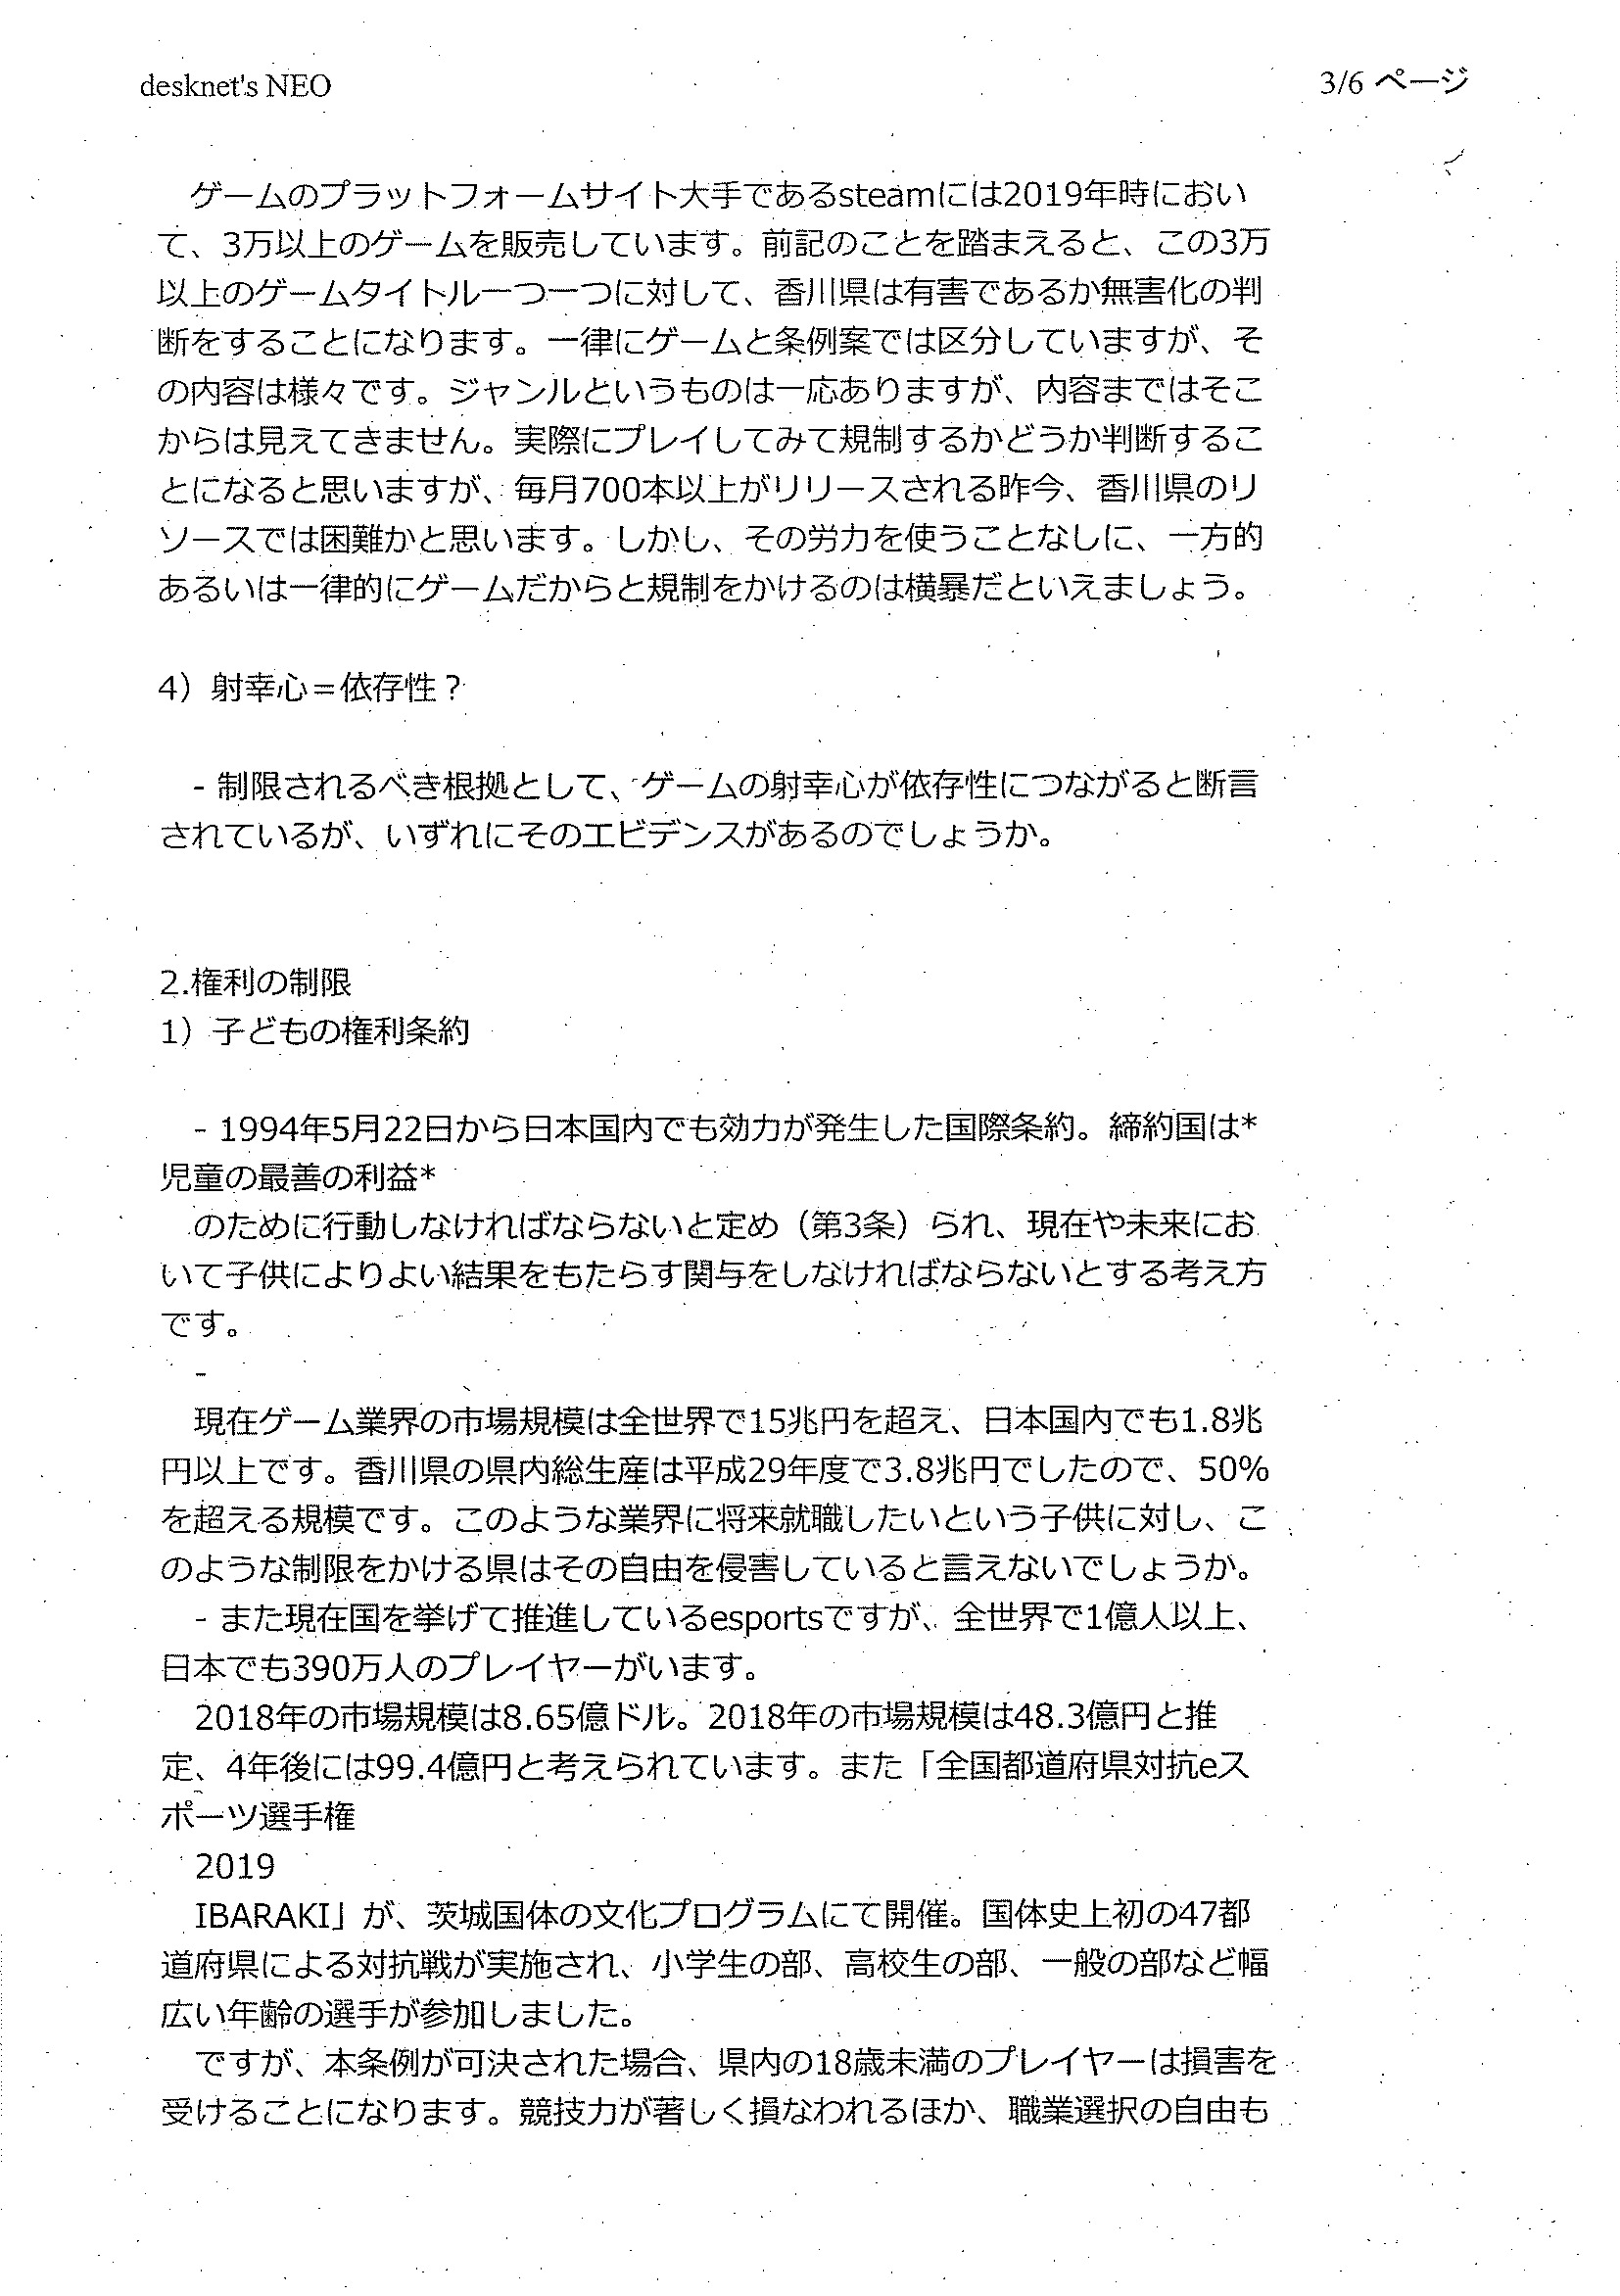 desknet's NEO
3/6 ページ
ゲームのプラットフォームサイト大手であるsteamには2019年時におい
て、3万以上のゲームを販売しています。前記のことを踏まえると、この3万
以上のゲームタイトル一つ一つに対して、香川県は有害であるか無害化の判
断をすることになります。一律にゲームと条例案では区分していますが、そ
の内容は様々です。ジャンルというものは一応ありますが、内容まではそこ
からは見えてきません。実際にプレイしてみて規制するかどうか判断するこ
とになると思いますが、毎月700本以上がリリースされる昨今、香川県のリ
ソースでは困難かと思います。しかし、その労力を使うことなしに、一方的
あるいは一律的にゲームだからと規制をかけるのは横暴だといえましょう。
4）射幸心＝依存性？
- 制限されるべき根拠として、ゲームの射幸心が依存性につながると断言
されているが、いずれにそのエビデンスがあるのでしょうか。
2.権利の制限
1）子どもの権利条約
- 1994年5月22日から日本国内でも効力が発生した国際条約。締約国は*
児童の最善の利益*
のために行動しなければならないと定め（第3条）られ、現在や未来にお
いて子供によりよい結果をもたらす関与をしなければならないとする考え方
です。
-
現在ゲーム業界の市場規模は全世界で15兆円を超え、日本国内でも1.8兆
円以上です。香川県の県内総生産は平成29年度で3.8兆円でしたので、50%
を超える規模です。このような業界に将来就職したいという子供に対し、こ
のような制限をかける県はその自由を侵害していると言えないでしょうか。
- また現在国を挙げて推進しているesportsですが、全世界で1億人以上、
日本でも390万人のプレイヤーがいます。
2018年の市場規模は8.65億ドル。2018年の市場規模は48.3億円と推
定、4年後には99.4億円と考えられています。また「全国都道府県対抗eス
ポーツ選手権
2019
IBARAKI」が、茨城国体の文化プログラムにて開催。国体史上初の47都
道府県による対抗戦が実施され、小学生の部、高校生の部、一般の部など幅
広い年齢の選手が参加しました。
ですが、本条例が可決された場合、県内の18歳未満のプレイヤーは損害を
受けることになります。競技力が著しく損なわれるほか、職業選択の自由も